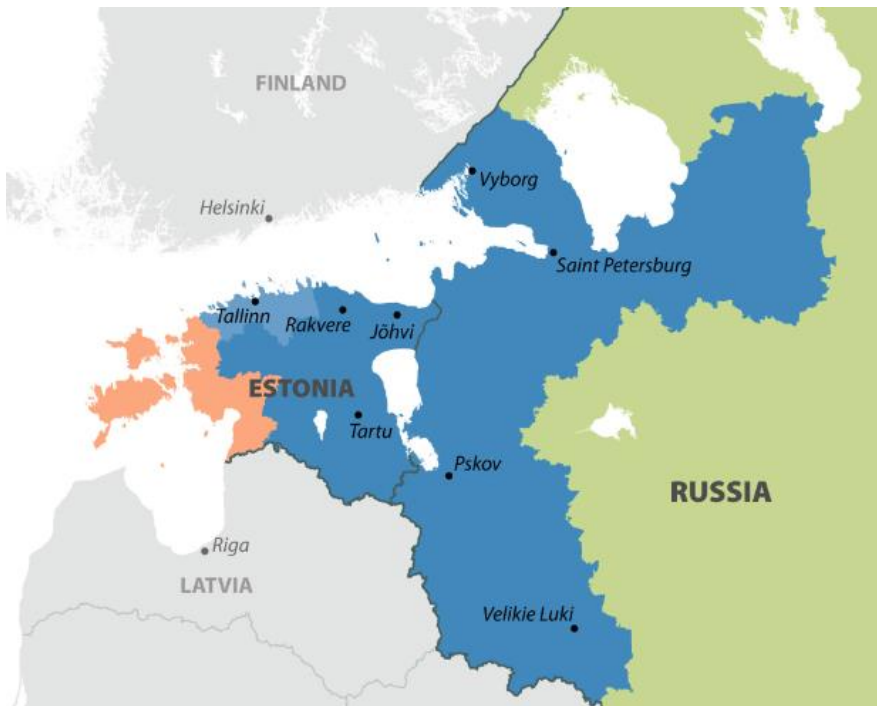 FINLAND
Vyborg
Helsinki
Saint Petersburg
Tallinn
Rakvere
Jõhvi
ESTONIA
Tartu
Pskov
RUSSIA
Riga
LATVIA
Velikie Luki